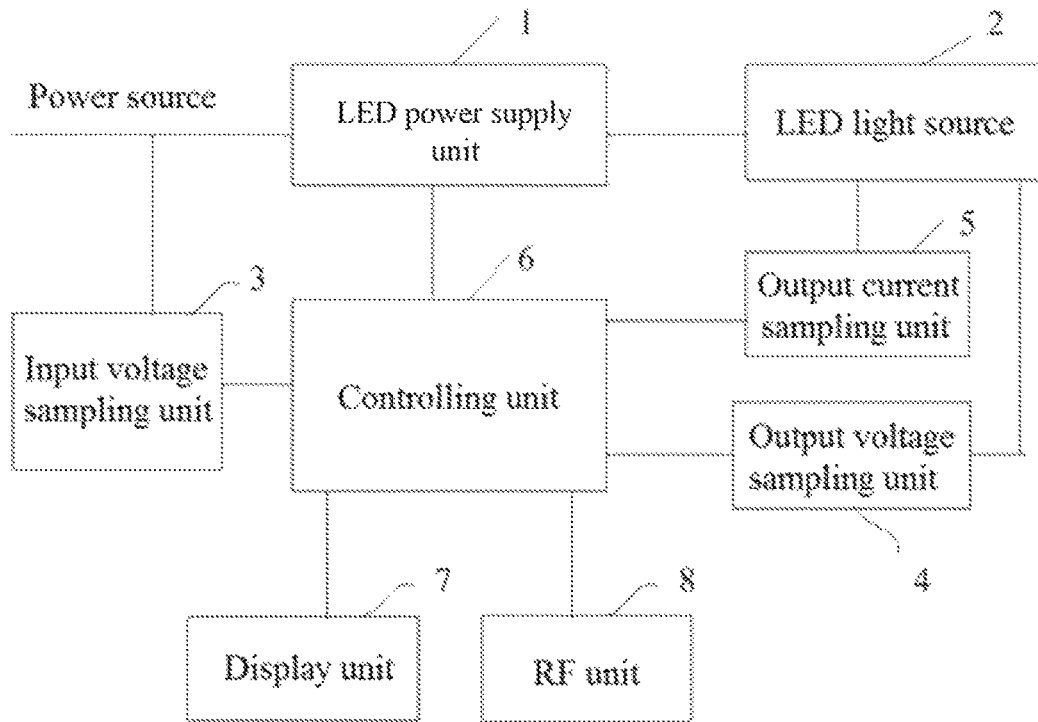 1
2
Power source
LED power supply
unit
LED light source
3
6
5
Input voltage
sampling unit
Controlling unit
Output current
sampling unit
Output voltage
sampling unit
4
7
8
Display unit
RF unit